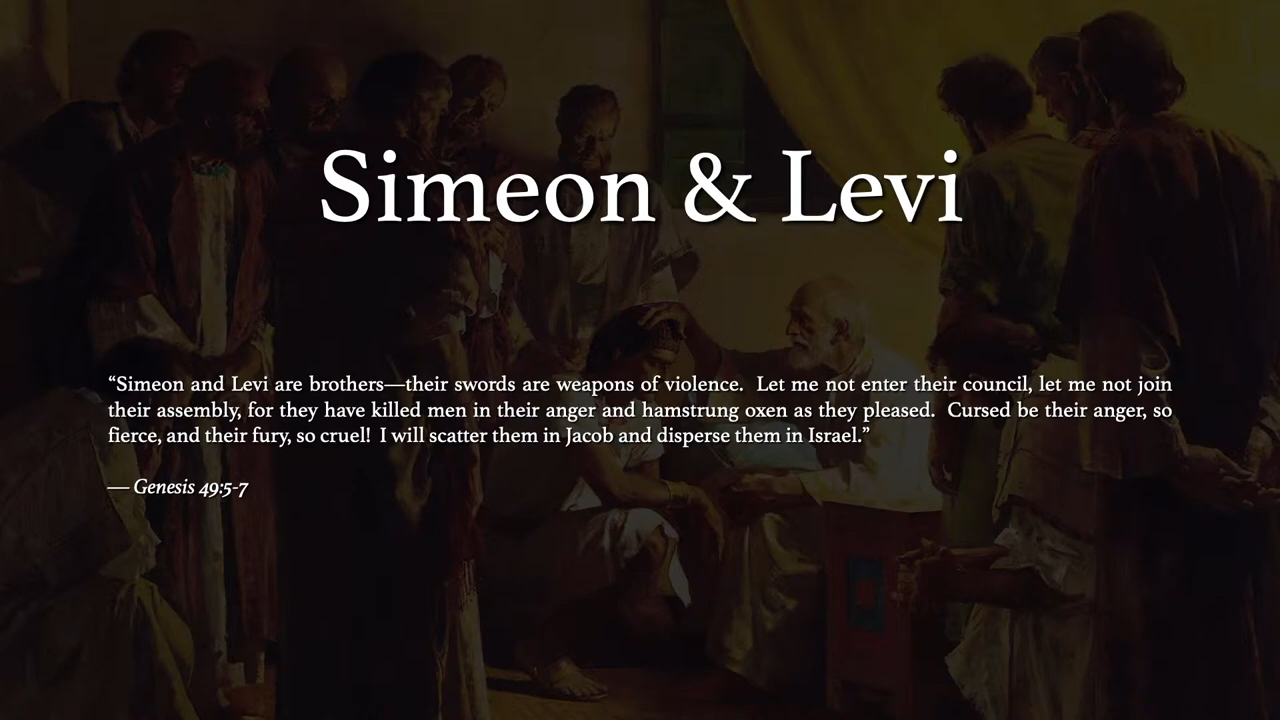 Simeon & Levi
“Simeon and Levi are brothers—their swords are weapons of violence.  Let me not enter their council, let me not join
their assembly, for they have killed men in their anger and hamstrung oxen as they pleased.  Cursed be their anger, so
fierce, and their fury, so cruel!  I will scatter them in Jacob and disperse them in Israel.”
— Genesis 49:5-7